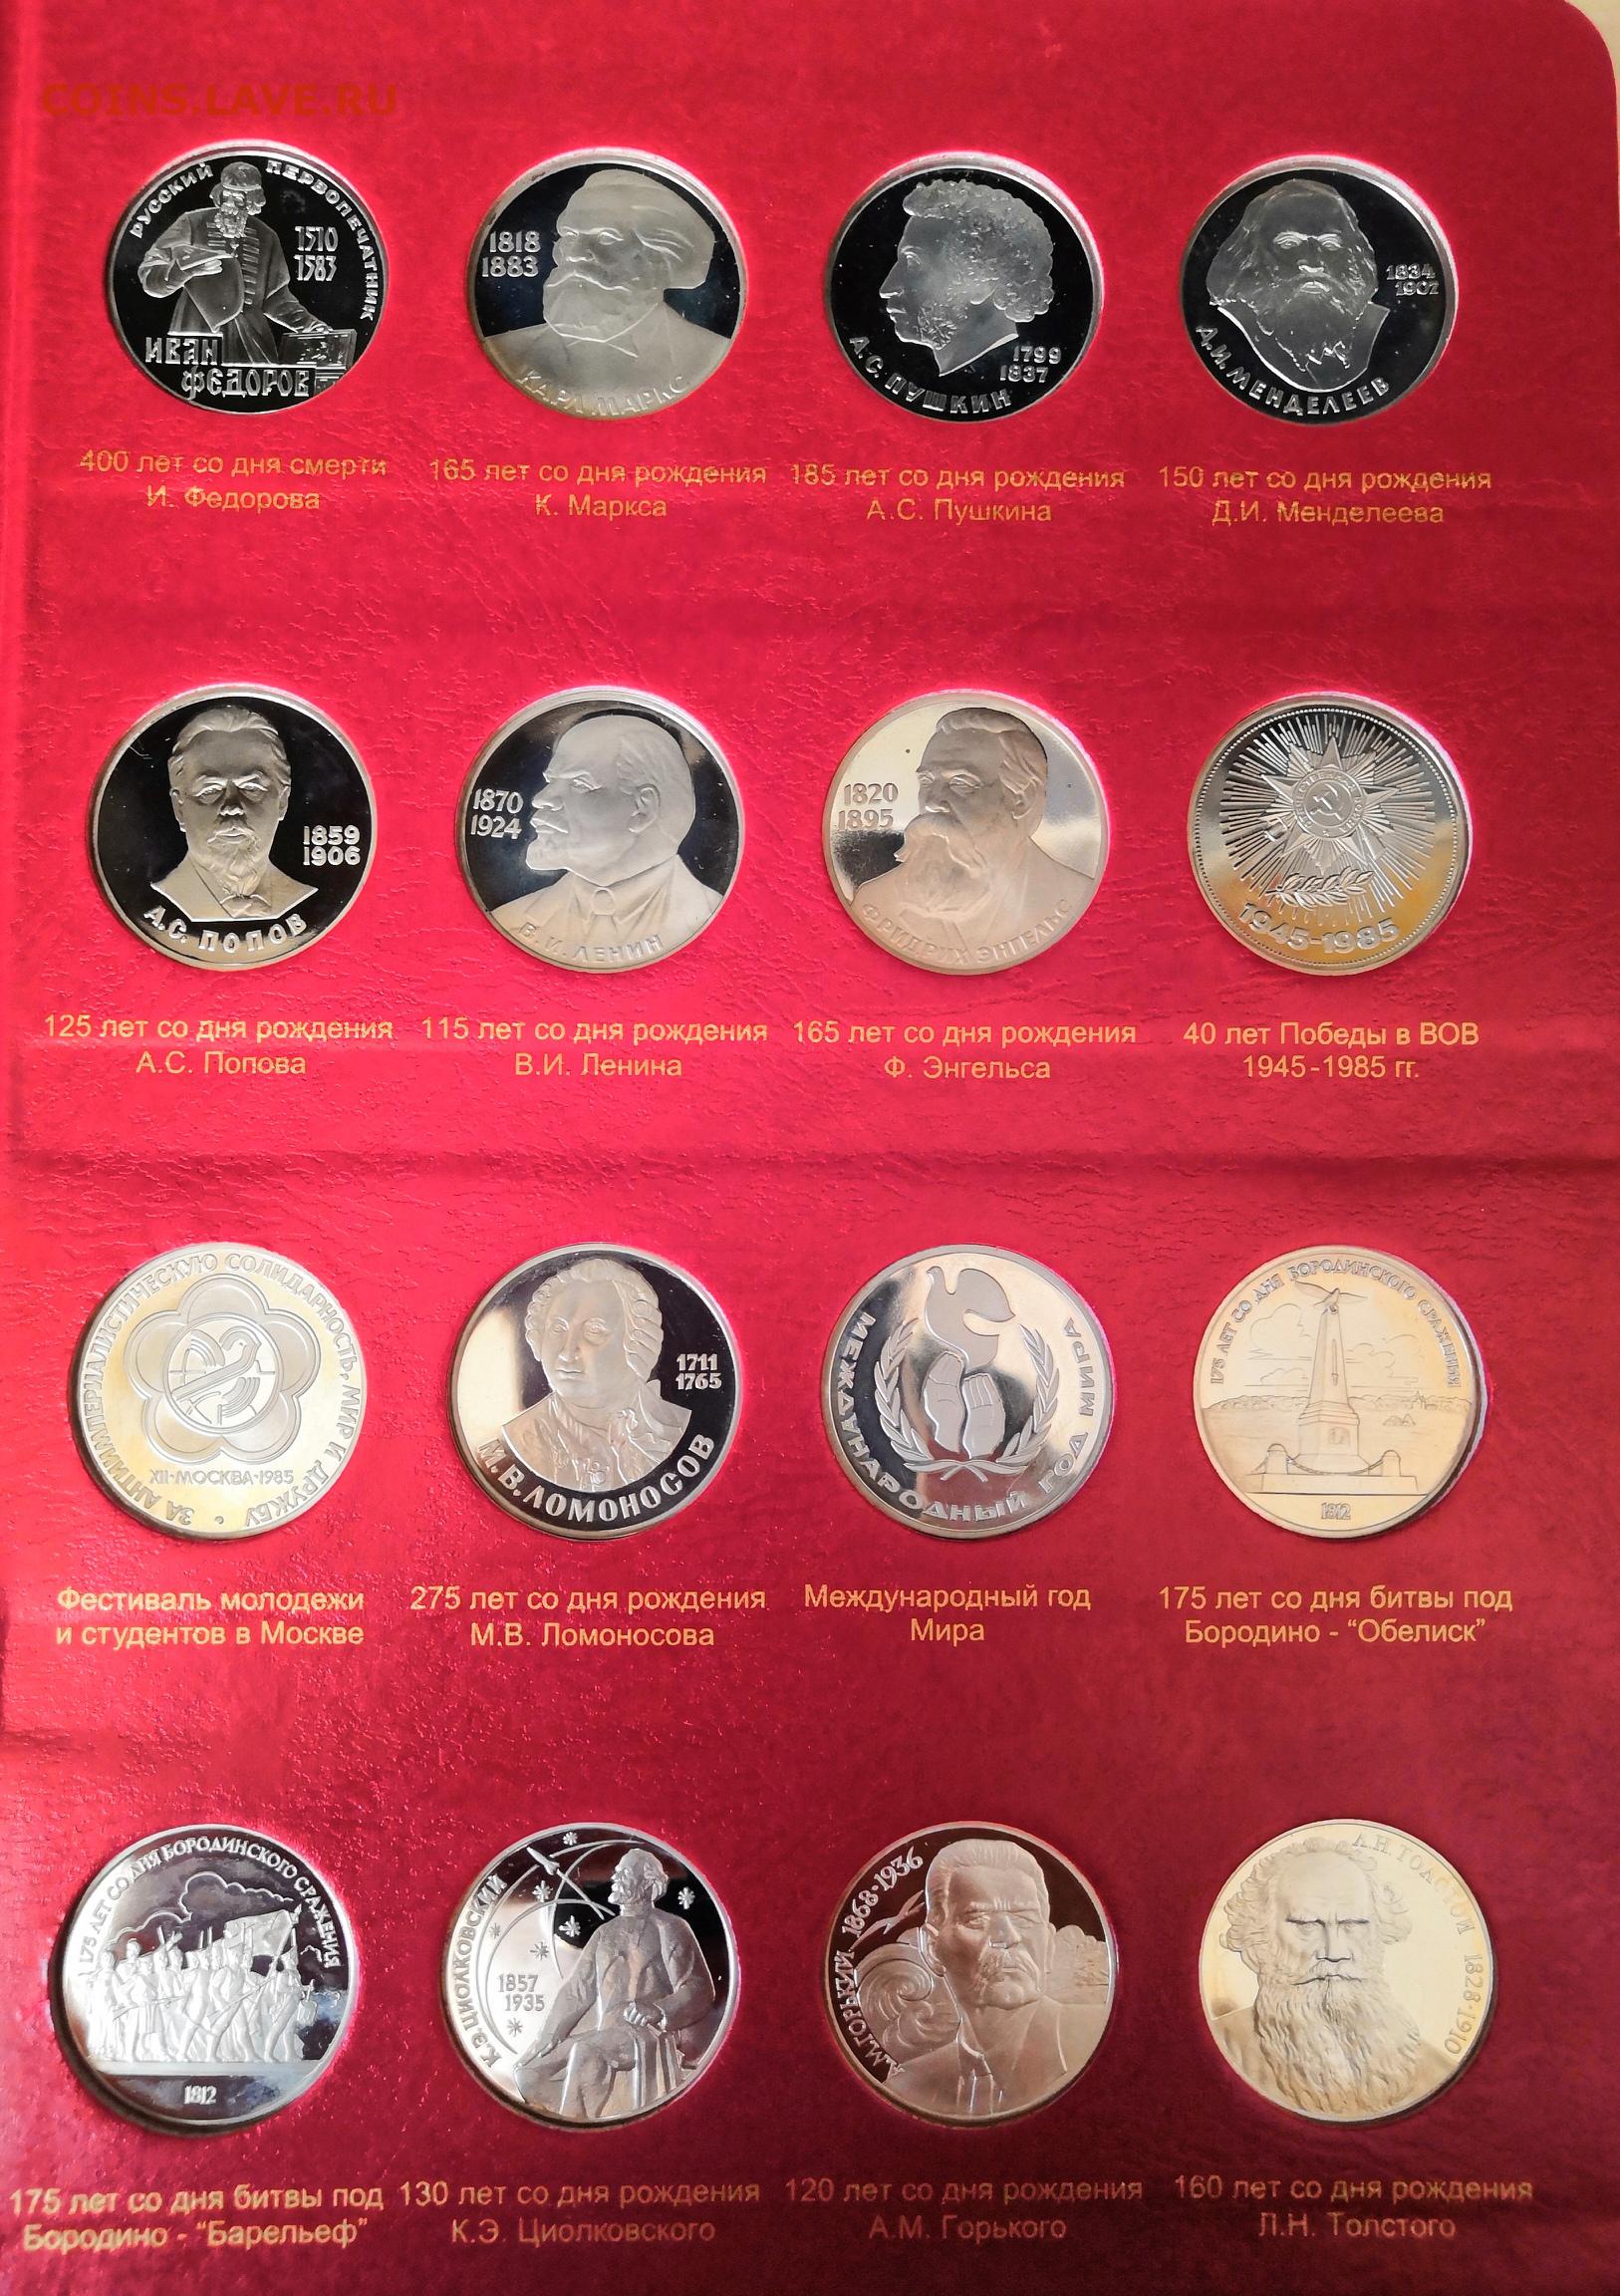 COINS.LAVE.RU
РУССКИЙ ПЕРВОПЕЧАТНИК
1510
1583
ИВАН
ФЕДОРОВ
1818
1883
КАРЛ МАРКС
А.С. ПУШКИН
1799
1837
1834
1907
Д.И. МЕНДЕЛЕЕВ
400 лет со дня смерти
И. Федорова
165 лет со дня рождения
К. Маркса
185 лет со дня рождения
А.С. Пушкина
150 лет со дня рождения
Д.И. Менделеева
1859
1906
А.С. ПОПОВ
1870
1924
В. И. ЛЕНИН
1820
1895
ФРИДРИХ ЭНГЕЛЬС
1945-1985
125 лет со дня рождения
А.С. Попова
115 лет со дня рождения
В.И. Ленина
165 лет со дня рождения
Ф. Энгельса
40 лет Победы в ВОВ
1945-1985 гг.
ЗА АНТИИМПЕРИАЛИСТИЧЕСКУЮ СОЛИДАРНОСТЬ, МИР И ДРУЖБУ
XII·МОСКВА·1985
1711
1765
М.В.ЛОМОНОСОВ
МЕЖДУНАРОДНЫЙ ГОД МИРА
175 ЛЕТ СО ДНЯ БОРОДИНСКОГО СРАЖЕНИЯ
1812
Фестиваль молодежи
и студентов в Москве
275 лет со дня рождения
М.В. Ломоносова
Международный год
Мира
175 лет со дня битвы под
Бородино - “Обелиск”
175 ЛЕТ СО ДНЯ БОРОДИНСКОГО СРАЖЕНИЯ
1812
К.Э. ЦИОЛКОВСКИЙ
1857
1935
А.М.ГОРЬКИЙ 1868·1936
Л.Н. ТОЛСТОЙ 1828·1910
175 лет со дня битвы под
Бородино - “Барельеф”
130 лет со дня рождения
К.Э. Циолковского
120 лет со дня рождения
А.М. Горького
160 лет со дня рождения
Л.Н. Толстого